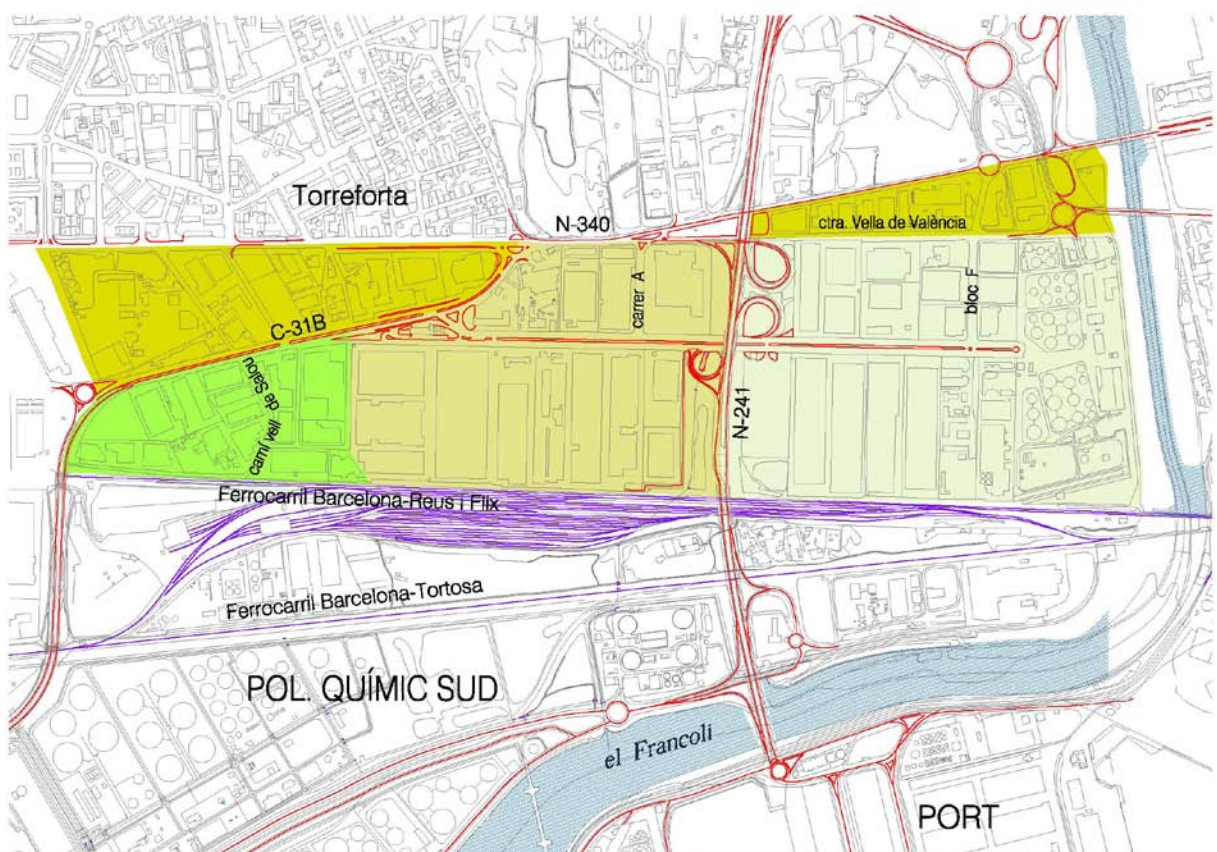 Torreforta
N-340
ctra. Vella de València
carrer A
bloc F
C-31B
camí vell de Salou
N-241
Ferrocarril Barcelona-Reus i Flix
Ferrocarril Barcelona-Tortosa
POL. QUÍMIC SUD
el Francoli
PORT